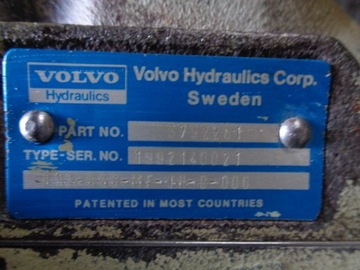 VOLVO
Hydraulics
Volvo Hydraulics Corp.
Sweden
PART NO.
TYPE-SER. NO.
PATENTED IN MOST COUNTRIES